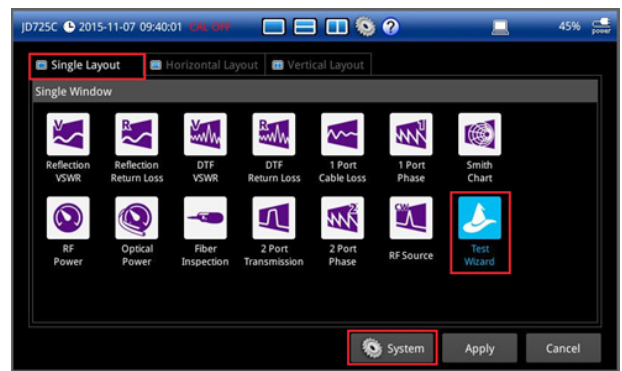 JD725C 2015-11-07 09:40:01 CAL OFF 45% power
Single Layout Horizontal Layout Vertical Layout
Single Window
V R V R 1 
Reflection VSWR
Reflection Return Loss
DTF VSWR
DTF Return Loss
1 Port Cable Loss
1 Port Phase
Smith Chart
2 CW
RF Power
Optical Power
Fiber Inspection
2 Port Transmission
2 Port Phase
RF Source
Test Wizard
System Apply Cancel